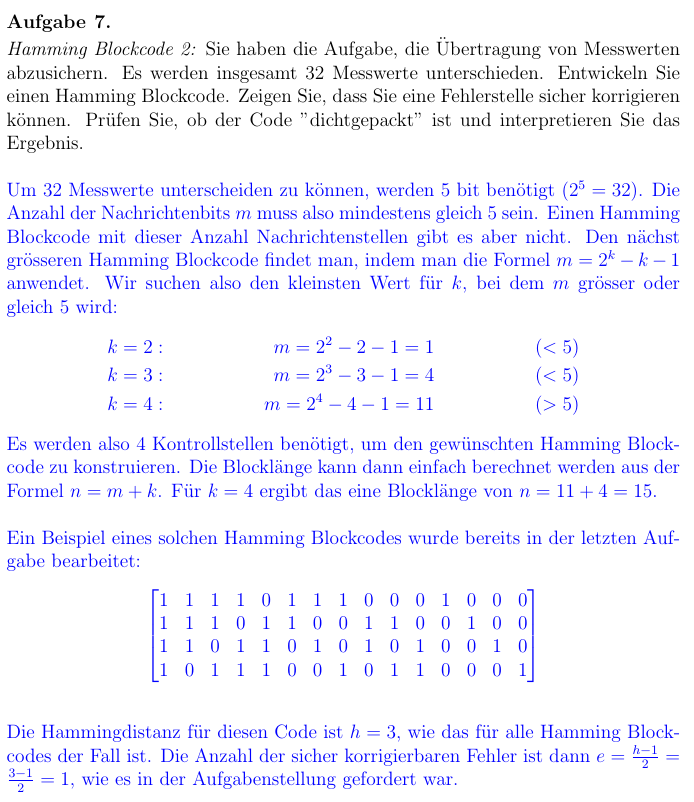 Aufgabe 7.
Hamming Blockcode 2: Sie haben die Aufgabe, die Übertragung von Messwerten
abzusichern. Es werden insgesamt 32 Messwerte unterschieden. Entwickeln Sie
einen Hamming Blockcode. Zeigen Sie, dass Sie eine Fehlerstelle sicher korrigieren
können. Prüfen Sie, ob der Code "dichtgepackt" ist und interpretieren Sie das
Ergebnis.
Um 32 Messwerte unterscheiden zu können, werden 5 bit benötigt (2^5 = 32). Die
Anzahl der Nachrichtenbits m muss also mindestens gleich 5 sein. Einen Hamming
Blockcode mit dieser Anzahl Nachrichtenstellen gibt es aber nicht. Den nächst
grösseren Hamming Blockcode findet man, indem man die Formel m = 2^k − k − 1
anwendet. Wir suchen also den kleinsten Wert für k, bei dem m grösser oder
gleich 5 wird:
k = 2 : m = 2^2 − 2 − 1 = 1 (< 5)
k = 3 : m = 2^3 − 3 − 1 = 4 (< 5)
k = 4 : m = 2^4 − 4 − 1 = 11 (> 5)
Es werden also 4 Kontrollstellen benötigt, um den gewünschten Hamming Block-
code zu konstruieren. Die Blocklänge kann dann einfach berechnet werden aus der
Formel n = m + k. Für k = 4 ergibt das eine Blocklänge von n = 11 + 4 = 15.
Ein Beispiel eines solchen Hamming Blockcodes wurde bereits in der letzten Auf-
gabe bearbeitet:
1 1 1 1 0 1 1 1 0 0 0 1 0 0 0
1 1 1 0 1 1 0 0 1 1 0 0 1 0 0
1 1 0 1 1 0 1 0 1 0 1 0 0 1 0
1 0 1 1 1 0 0 1 0 1 1 0 0 0 1
Die Hammingdistanz für diesen Code ist h = 3, wie das für alle Hamming Block-
codes der Fall ist. Die Anzahl der sicher korrigierbaren Fehler ist dann e = (h−1)/2 =
(3−1)/2 = 1, wie es in der Aufgabenstellung gefordert war.